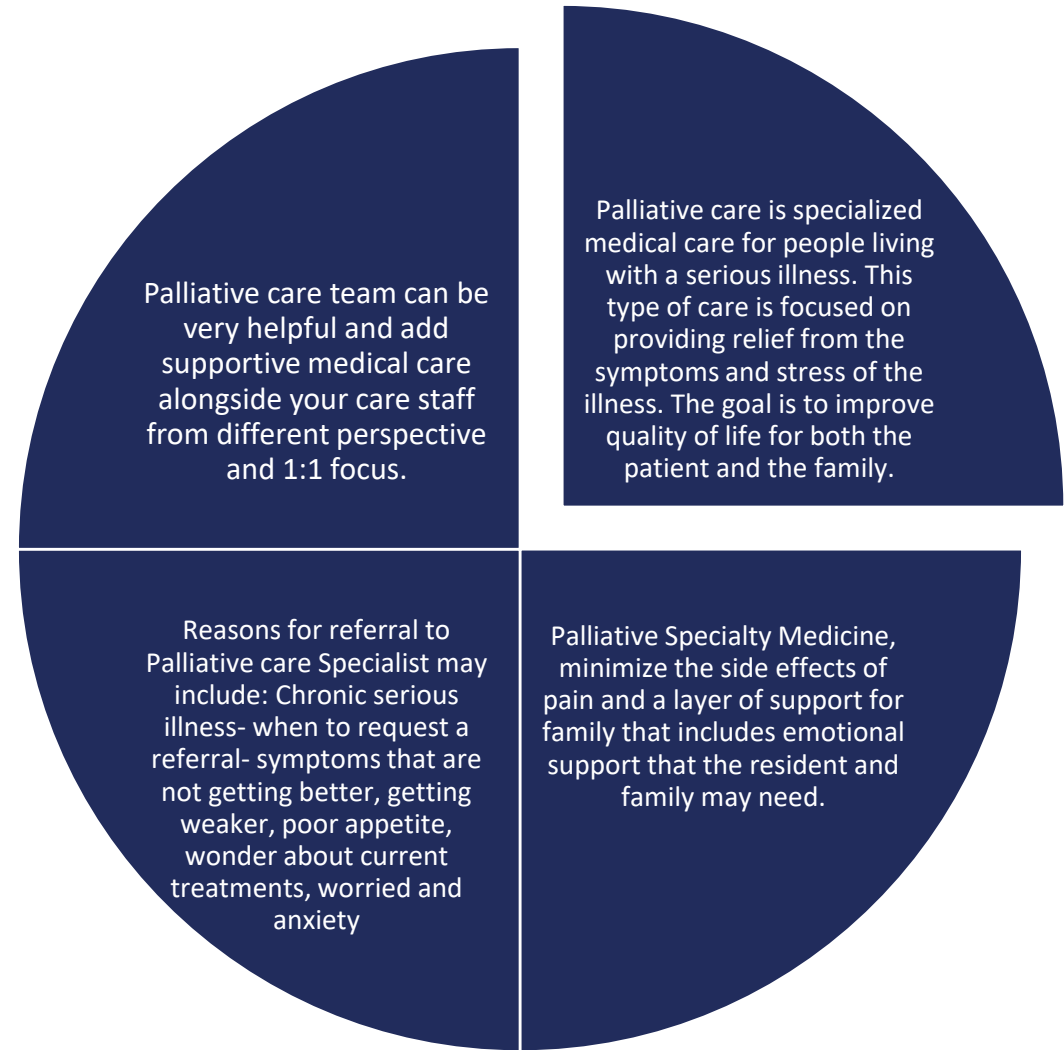 Palliative care is specialized
medical care for people living
with a serious illness. This
type of care is focused on
providing relief from the
symptoms and stress of the
illness. The goal is to improve
quality of life for both the
patient and the family.
Palliative Specialty Medicine,
minimize the side effects of
pain and a layer of support for
family that includes emotional
support that the resident and
family may need.
Reasons for referral to
Palliative care Specialist may
include: Chronic serious
illness- when to request a
referral- symptoms that are
not getting better, getting
weaker, poor appetite,
wonder about current
treatments, worried and
anxiety
Palliative care team can be
very helpful and add
supportive medical care
alongside your care staff
from different perspective
and 1:1 focus.